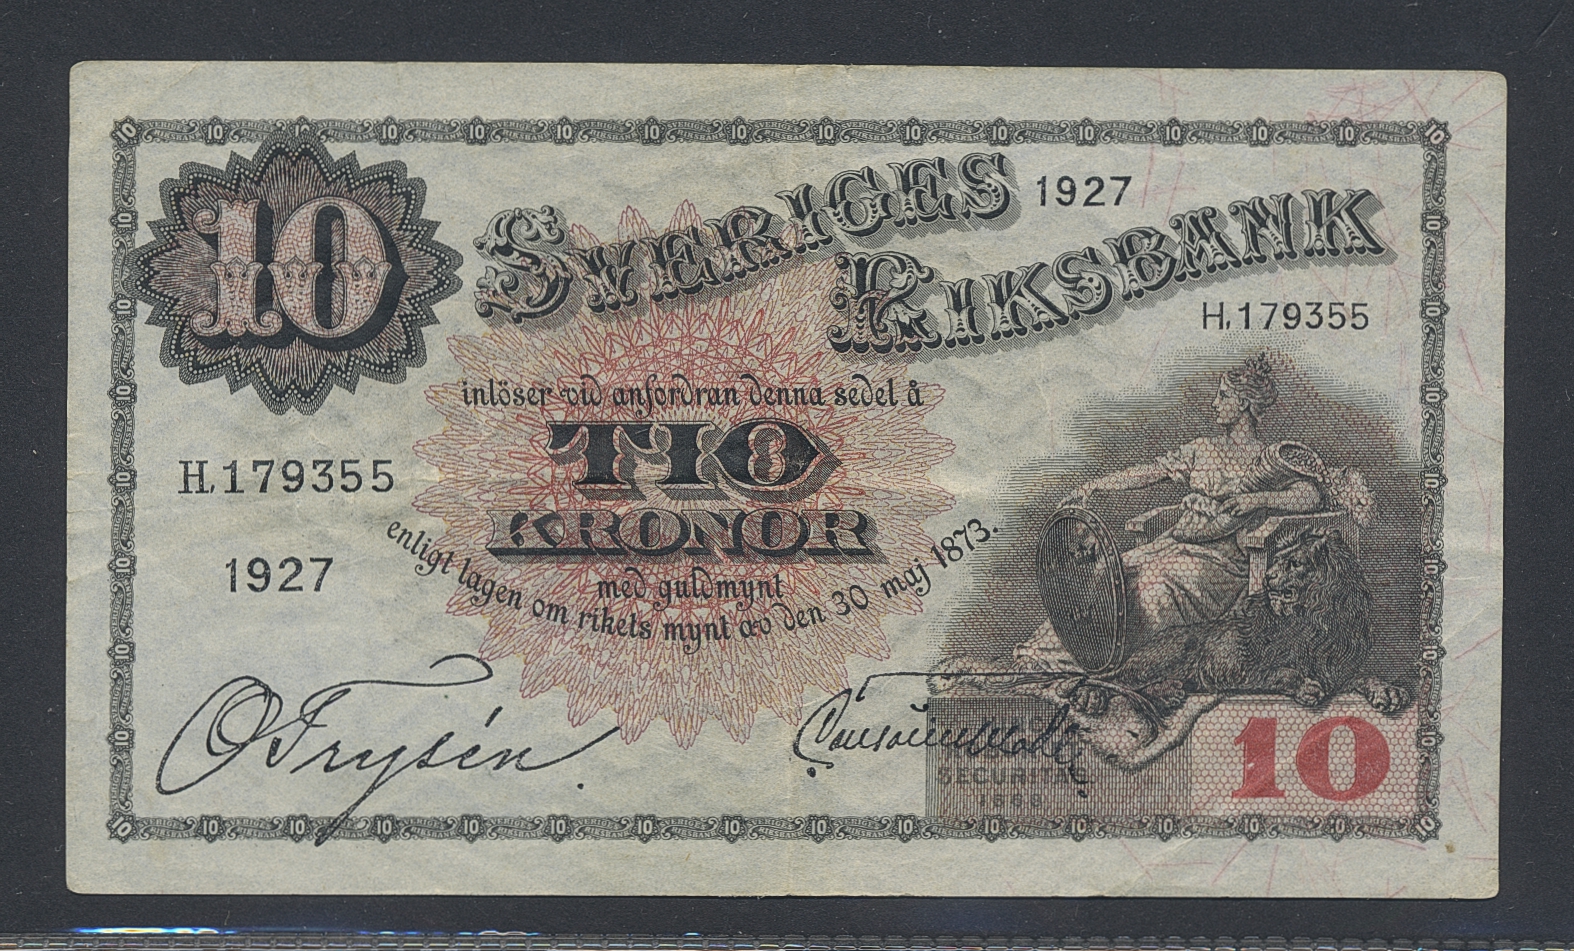 10
SVERIGES 1927
RIKSBANK
H.179355
inlöser vid anfordran denna sedel å
TIO
H.179355
KRONOR
1927
med guldmynt
enligt lagen om rikets mynt av den 30 maj 1873.
O Frysén.
SECURITAS
10